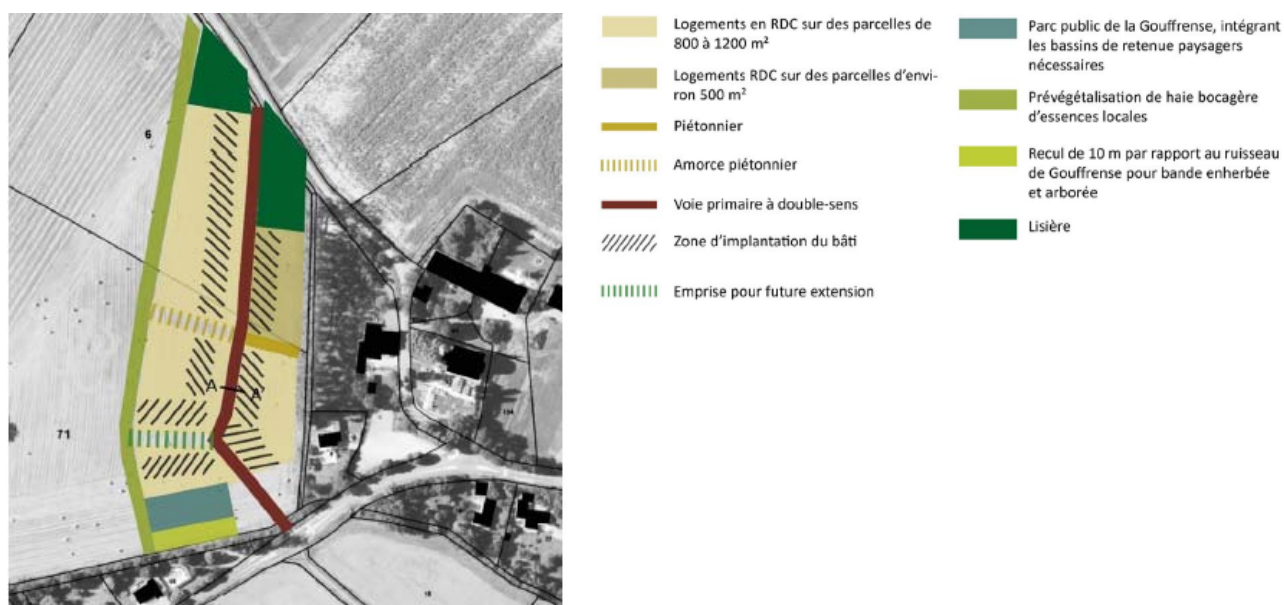 Logements en RDC sur des parcelles de
800 à 1200 m²
Logements RDC sur des parcelles d'envi-
ron 500 m²
Piétonnier
Amorce piétonnier
Voie primaire à double-sens
Zone d'implantation du bâti
Emprise pour future extension
Parc public de la Gouffrense, intégrant
les bassins de retenue paysagers
nécessaires
Prévégétalisation de haie bocagère
d'essences locales
Recul de 10 m par rapport au ruisseau
de Gouffrense pour bande enherbée
et arborée
Lisière
6
A
A'
71